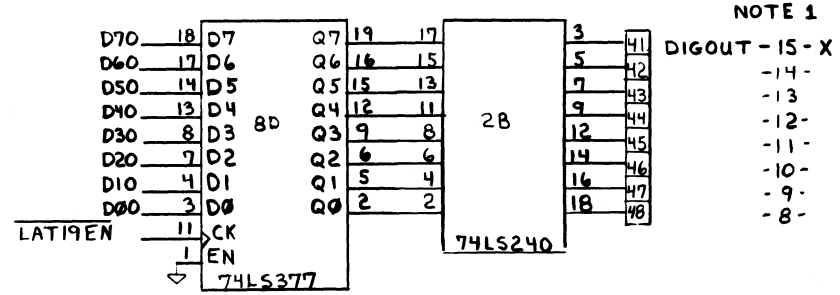 NOTE 1
D70 18 D7 Q7 19 17 3 41 DIGOUT-15-X
D60 17 D6 Q6 16 15 5 42 -14-
D50 14 D5 Q5 15 13 7 43 -13
D40 13 D4 Q4 12 11 9 44 -12-
D30 8 D3 8D Q3 9 8 2B 12 45 -11-
D20 7 D2 Q2 6 6 14 46 -10-
D10 4 D1 Q1 5 4 16 47 -9-
D00 3 D0 Q0 2 2 18 48 -8-
LAT19EN 11 CK
1 EN
74LS377 74LS240